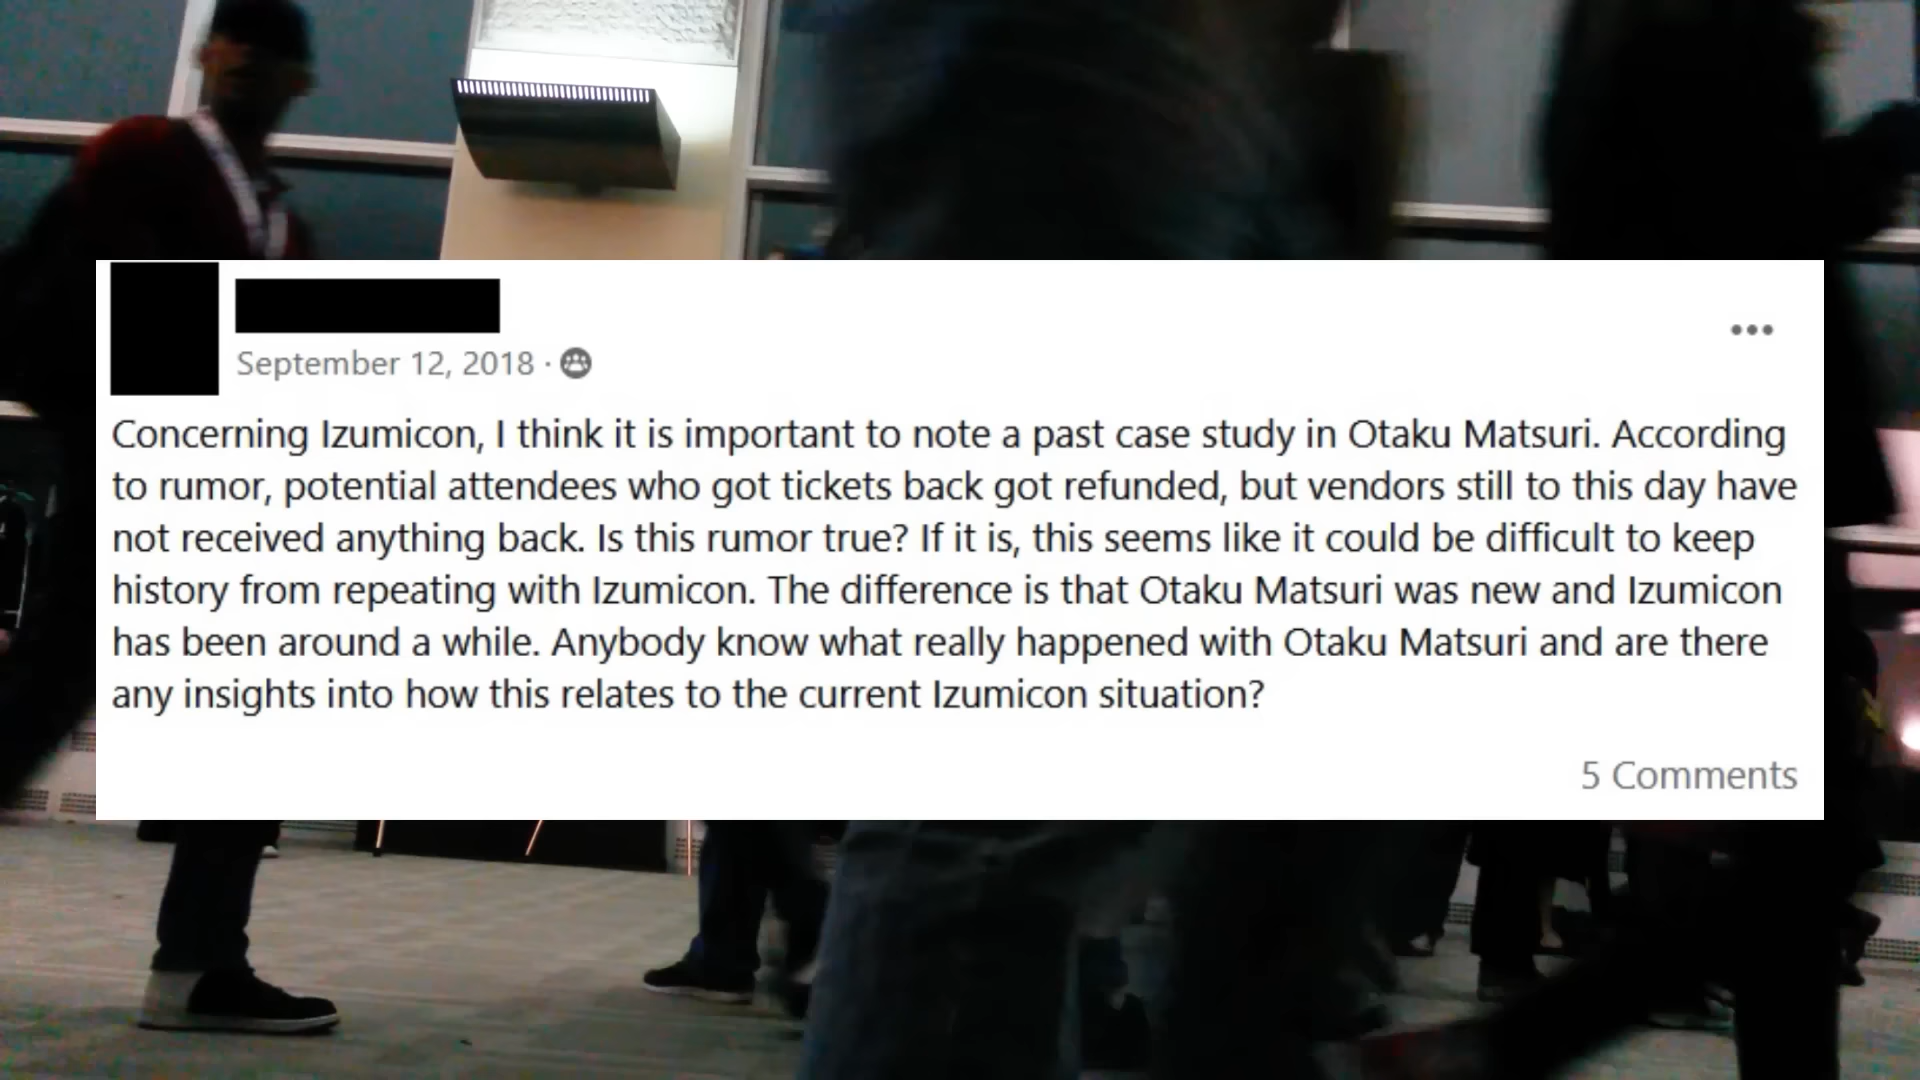 September 12, 2018 ·
Concerning Izumicon, I think it is important to note a past case study in Otaku Matsuri. According
to rumor, potential attendees who got tickets back got refunded, but vendors still to this day have
not received anything back. Is this rumor true? If it is, this seems like it could be difficult to keep
history from repeating with Izumicon. The difference is that Otaku Matsuri was new and Izumicon
has been around a while. Anybody know what really happened with Otaku Matsuri and are there
any insights into how this relates to the current Izumicon situation?
5 Comments